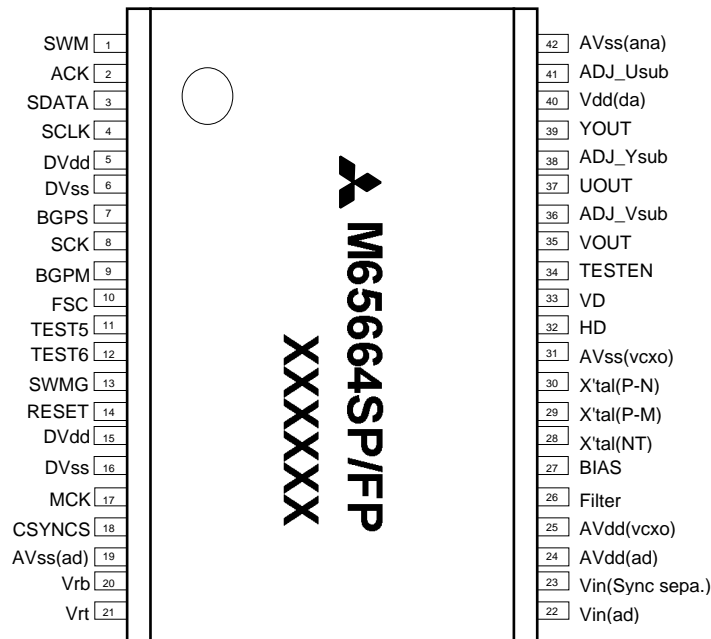 SWM 1
ACK 2
SDATA 3
SCLK 4
DVdd 5
DVss 6
BGPS 7
SCK 8
BGPM 9
FSC 10
TEST5 11
TEST6 12
SWMG 13
RESET 14
DVdd 15
DVss 16
MCK 17
CSYNCS 18
AVss(ad) 19
Vrb 20
Vrt 21
M65664SP/FP
XXXXXX
42 AVss(ana)
41 ADJ_Usub
40 Vdd(da)
39 YOUT
38 ADJ_Ysub
37 UOUT
36 ADJ_Vsub
35 VOUT
34 TESTEN
33 VD
32 HD
31 AVss(vcxo)
30 X'tal(P-N)
29 X'tal(P-M)
28 X'tal(NT)
27 BIAS
26 Filter
25 AVdd(vcxo)
24 AVdd(ad)
23 Vin(Sync sepa.)
22 Vin(ad)